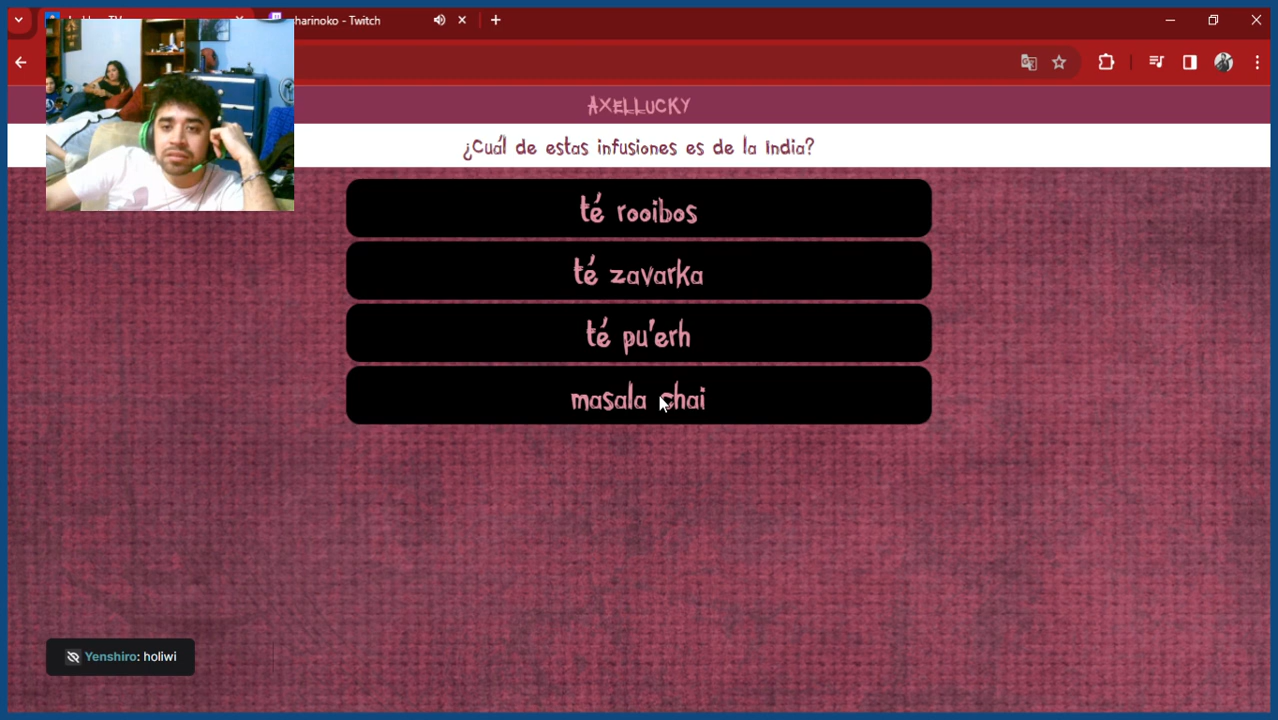 harinoko - Twitch
AXELLUCKY
¿Cuál de estas infusiones es de la India?
té rooibos
té zavarka
té pu'erh
masala chai
Yenshiro: holiwi